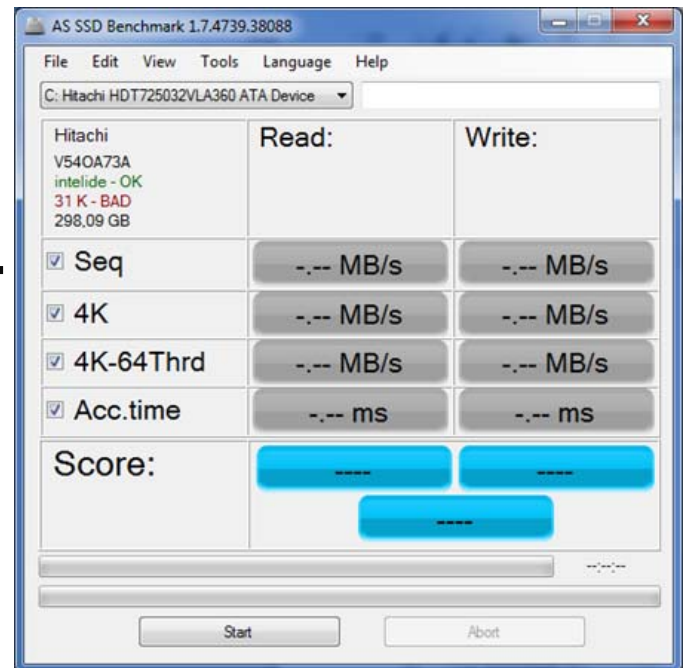 AS SSD Benchmark 1.7.4739.38088
File Edit View Tools Language Help
C: Hitachi HDT725032VLA360 ATA Device
Hitachi
V54OA73A
intelide - OK
31 K - BAD
298,09 GB
Read: Write:
Seq -.-- MB/s -.-- MB/s
4K -.-- MB/s -.-- MB/s
4K-64Thrd -.-- MB/s -.-- MB/s
Acc.time -.-- ms -.-- ms
Score: ---- ----
----
--:--:--
Start Abort